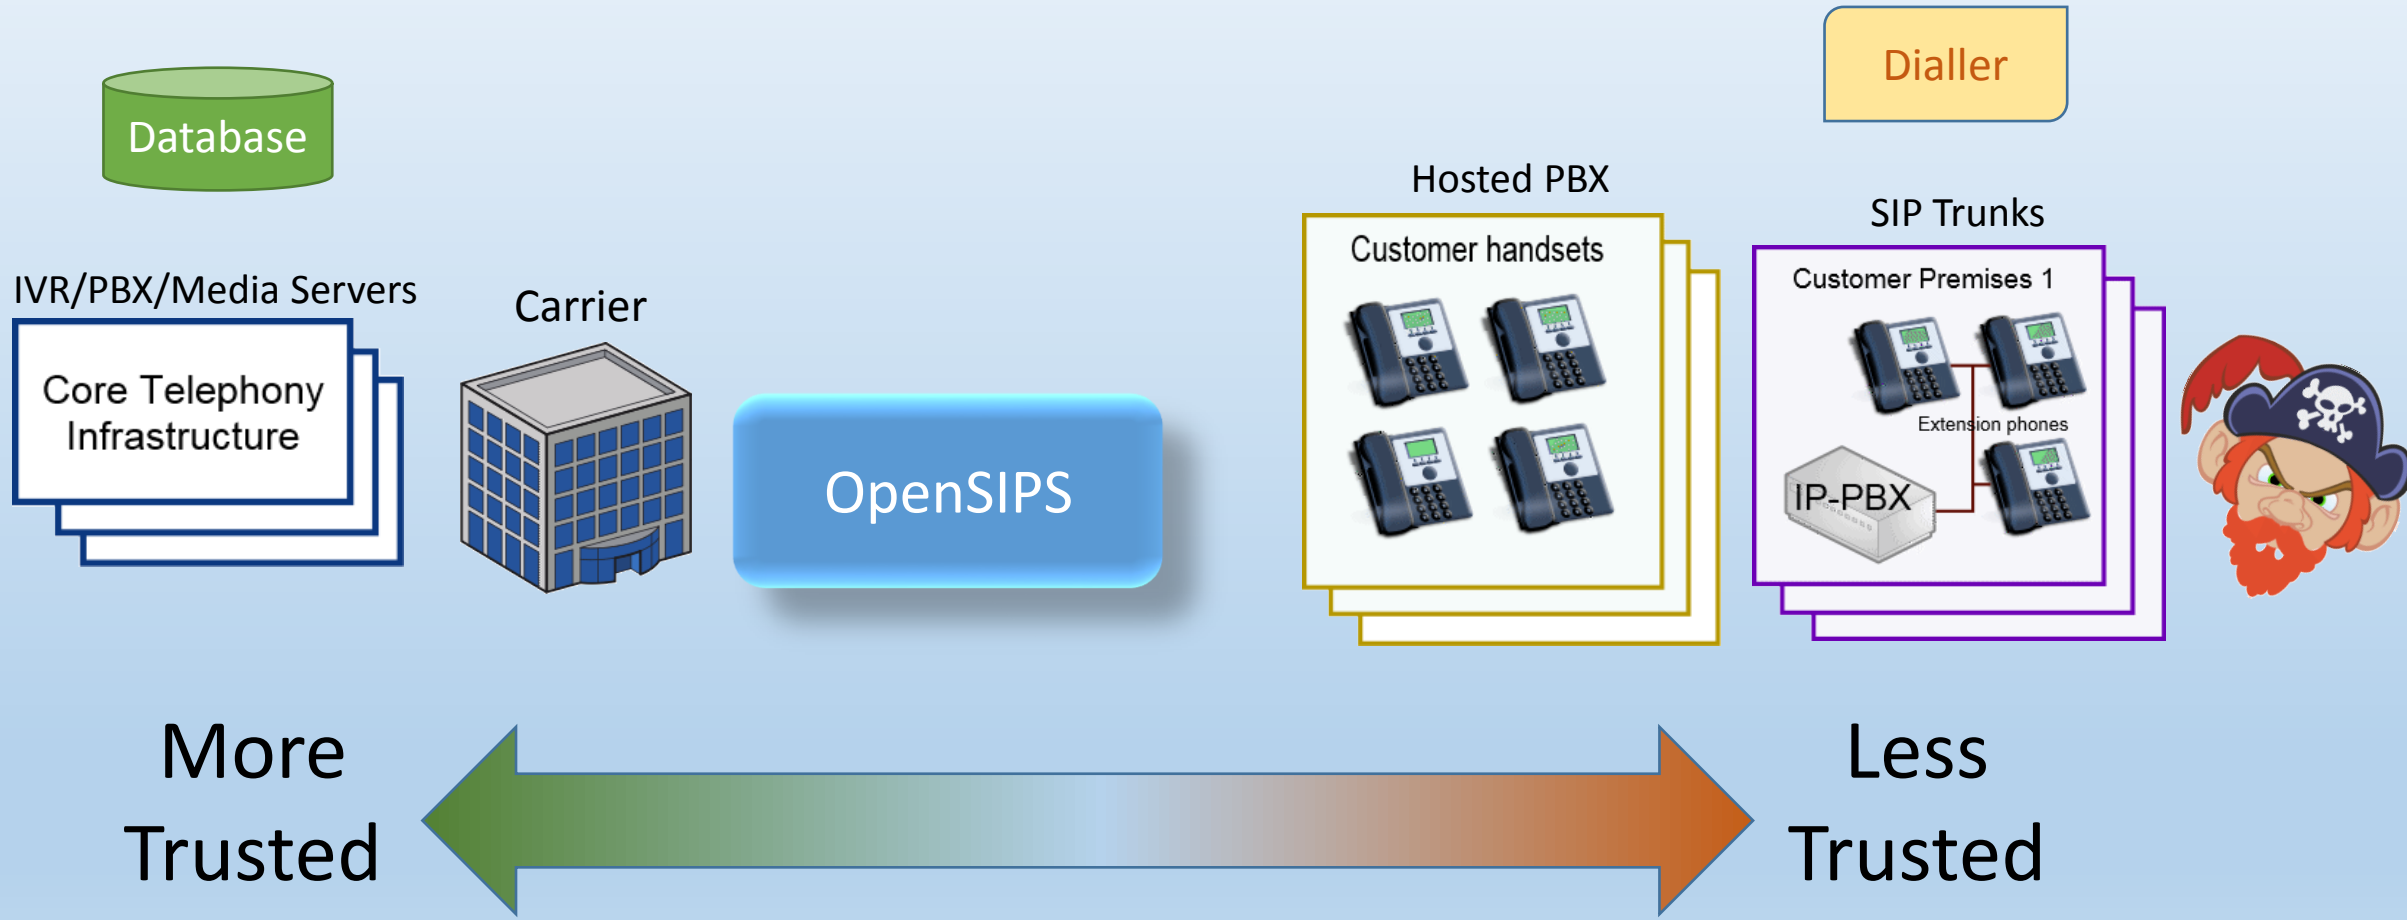 Dialler
Database
Hosted PBX
SIP Trunks
Customer handsets
Customer Premises 1
IVR/PBX/Media Servers
Carrier
Core Telephony
Infrastructure
Extension phones
OpenSIPS
IP-PBX
More
Trusted
Less
Trusted